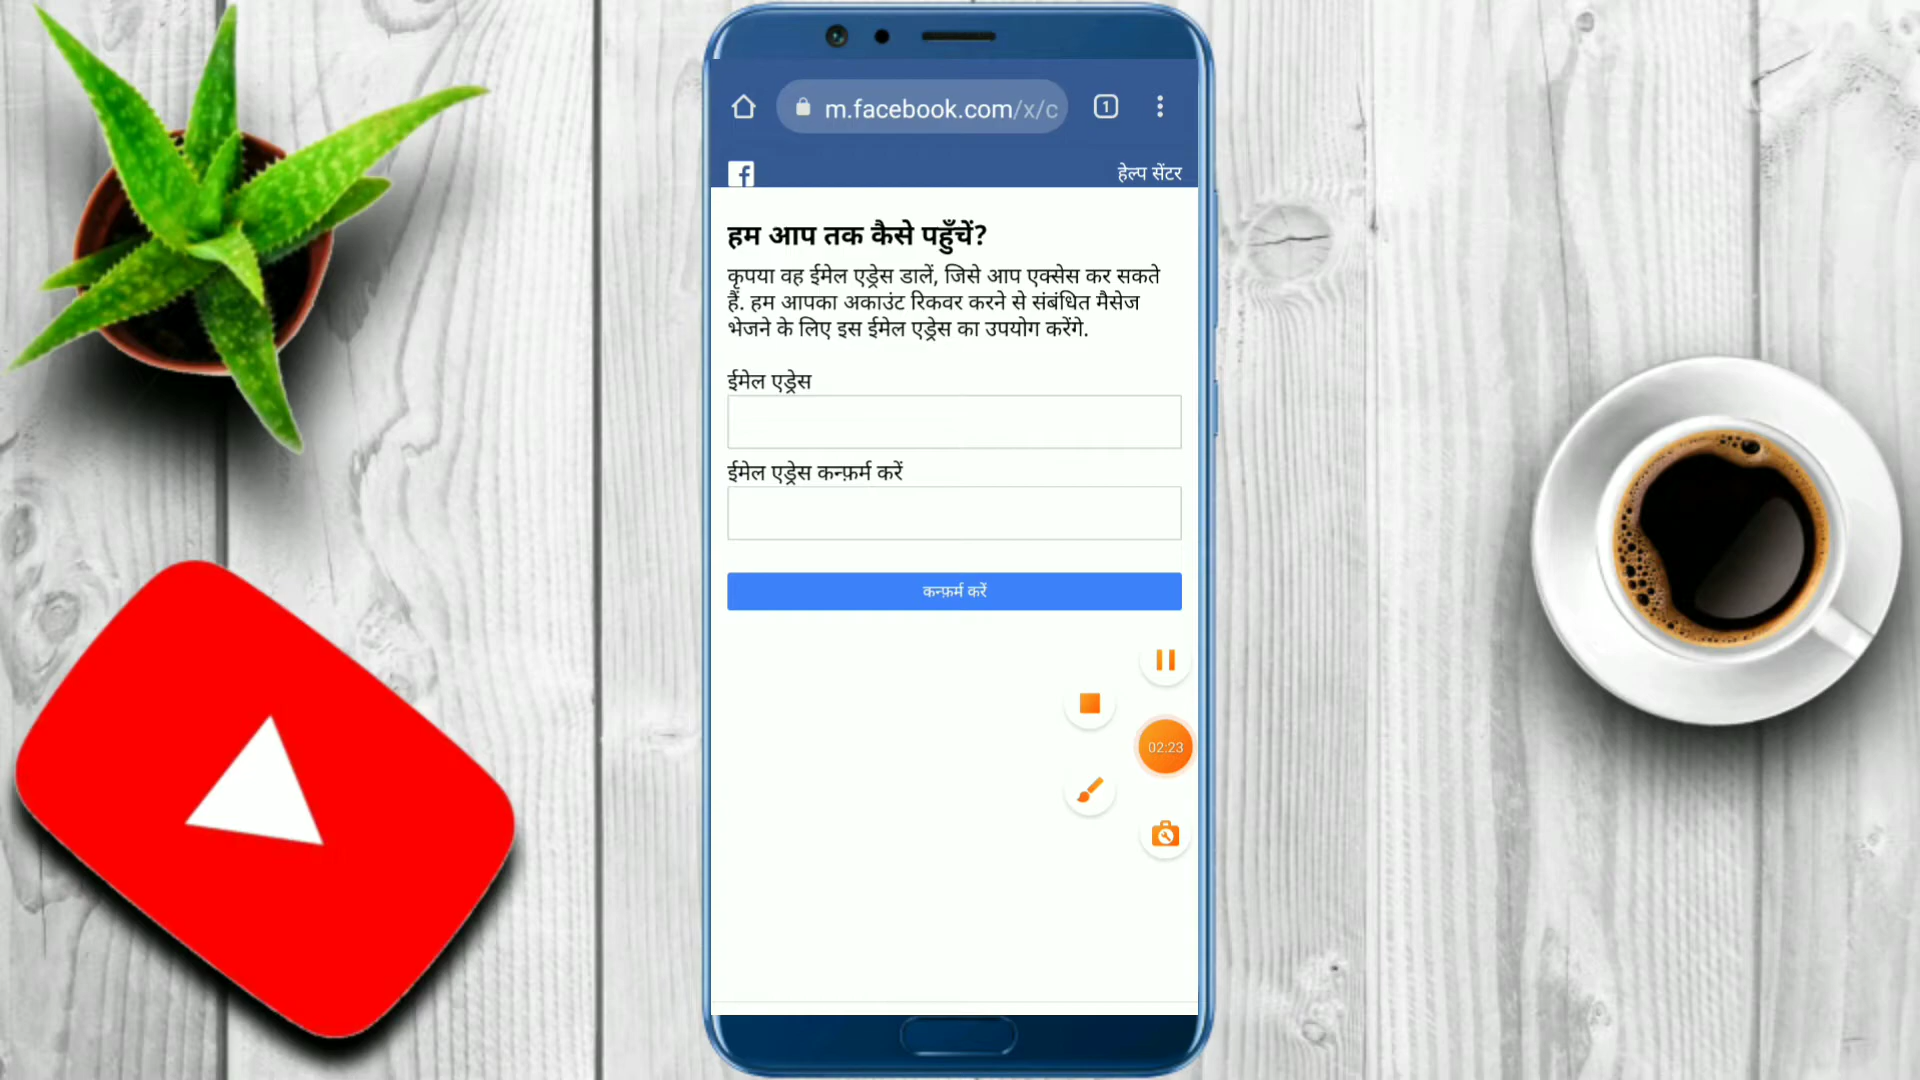 m.facebook.com/x/c
1
हेल्प सेंटर
हम आप तक कैसे पहुँचें?
कृपया वह ईमेल एड्रेस डालें, जिसे आप एक्सेस कर सकते
हैं. हम आपका अकाउंट रिकवर करने से संबंधित मैसेज
भेजने के लिए इस ईमेल एड्रेस का उपयोग करेंगे.
ईमेल एड्रेस
ईमेल एड्रेस कन्फ़र्म करें
कन्फ़र्म करें
02:23